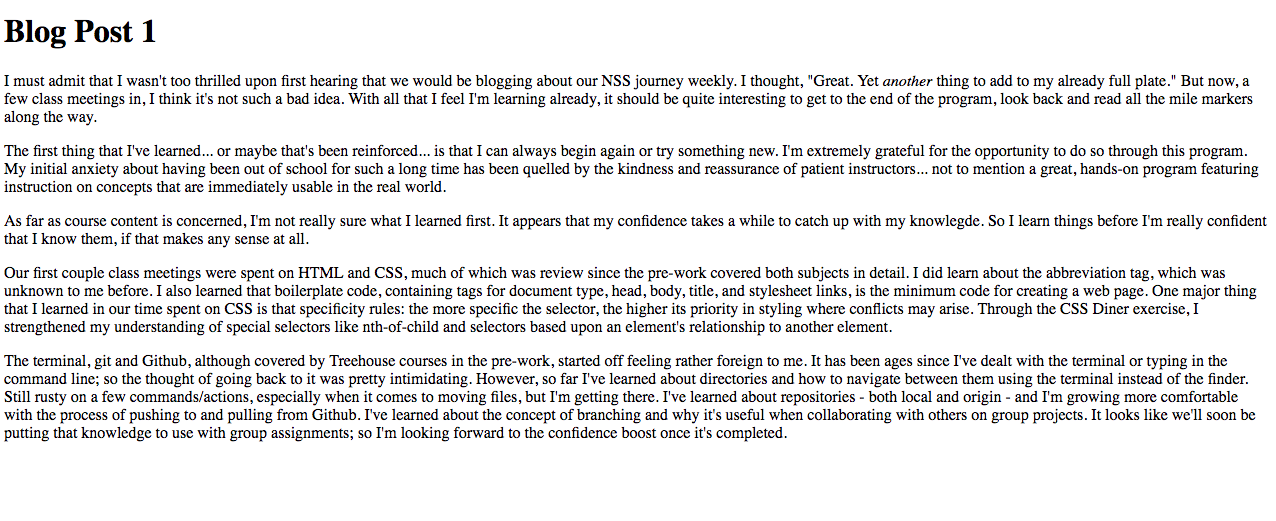 Blog Post 1
I must admit that I wasn't too thrilled upon first hearing that we would be blogging about our NSS journey weekly. I thought, "Great. Yet another thing to add to my already full plate." But now, a
few class meetings in, I think it's not such a bad idea. With all that I feel I'm learning already, it should be quite interesting to get to the end of the program, look back and read all the mile markers
along the way.
The first thing that I've learned... or maybe that's been reinforced... is that I can always begin again or try something new. I'm extremely grateful for the opportunity to do so through this program.
My initial anxiety about having been out of school for such a long time has been quelled by the kindness and reassurance of patient instructors... not to mention a great, hands-on program featuring
instruction on concepts that are immediately usable in the real world.
As far as course content is concerned, I'm not really sure what I learned first. It appears that my confidence takes a while to catch up with my knowlegde. So I learn things before I'm really confident
that I know them, if that makes any sense at all.
Our first couple class meetings were spent on HTML and CSS, much of which was review since the pre-work covered both subjects in detail. I did learn about the abbreviation tag, which was
unknown to me before. I also learned that boilerplate code, containing tags for document type, head, body, title, and stylesheet links, is the minimum code for creating a web page. One major thing
that I learned in our time spent on CSS is that specificity rules: the more specific the selector, the higher its priority in styling where conflicts may arise. Through the CSS Diner exercise, I
strengthened my understanding of special selectors like nth-of-child and selectors based upon an element's relationship to another element.
The terminal, git and Github, although covered by Treehouse courses in the pre-work, started off feeling rather foreign to me. It has been ages since I've dealt with the terminal or typing in the
command line; so the thought of going back to it was pretty intimidating. However, so far I've learned about directories and how to navigate between them using the terminal instead of the finder.
Still rusty on a few commands/actions, especially when it comes to moving files, but I'm getting there. I've learned about repositories - both local and origin - and I'm growing more comfortable
with the process of pushing to and pulling from Github. I've learned about the concept of branching and why it's useful when collaborating with others on group projects. It looks like we'll soon be
putting that knowledge to use with group assignments; so I'm looking forward to the confidence boost once it's completed.